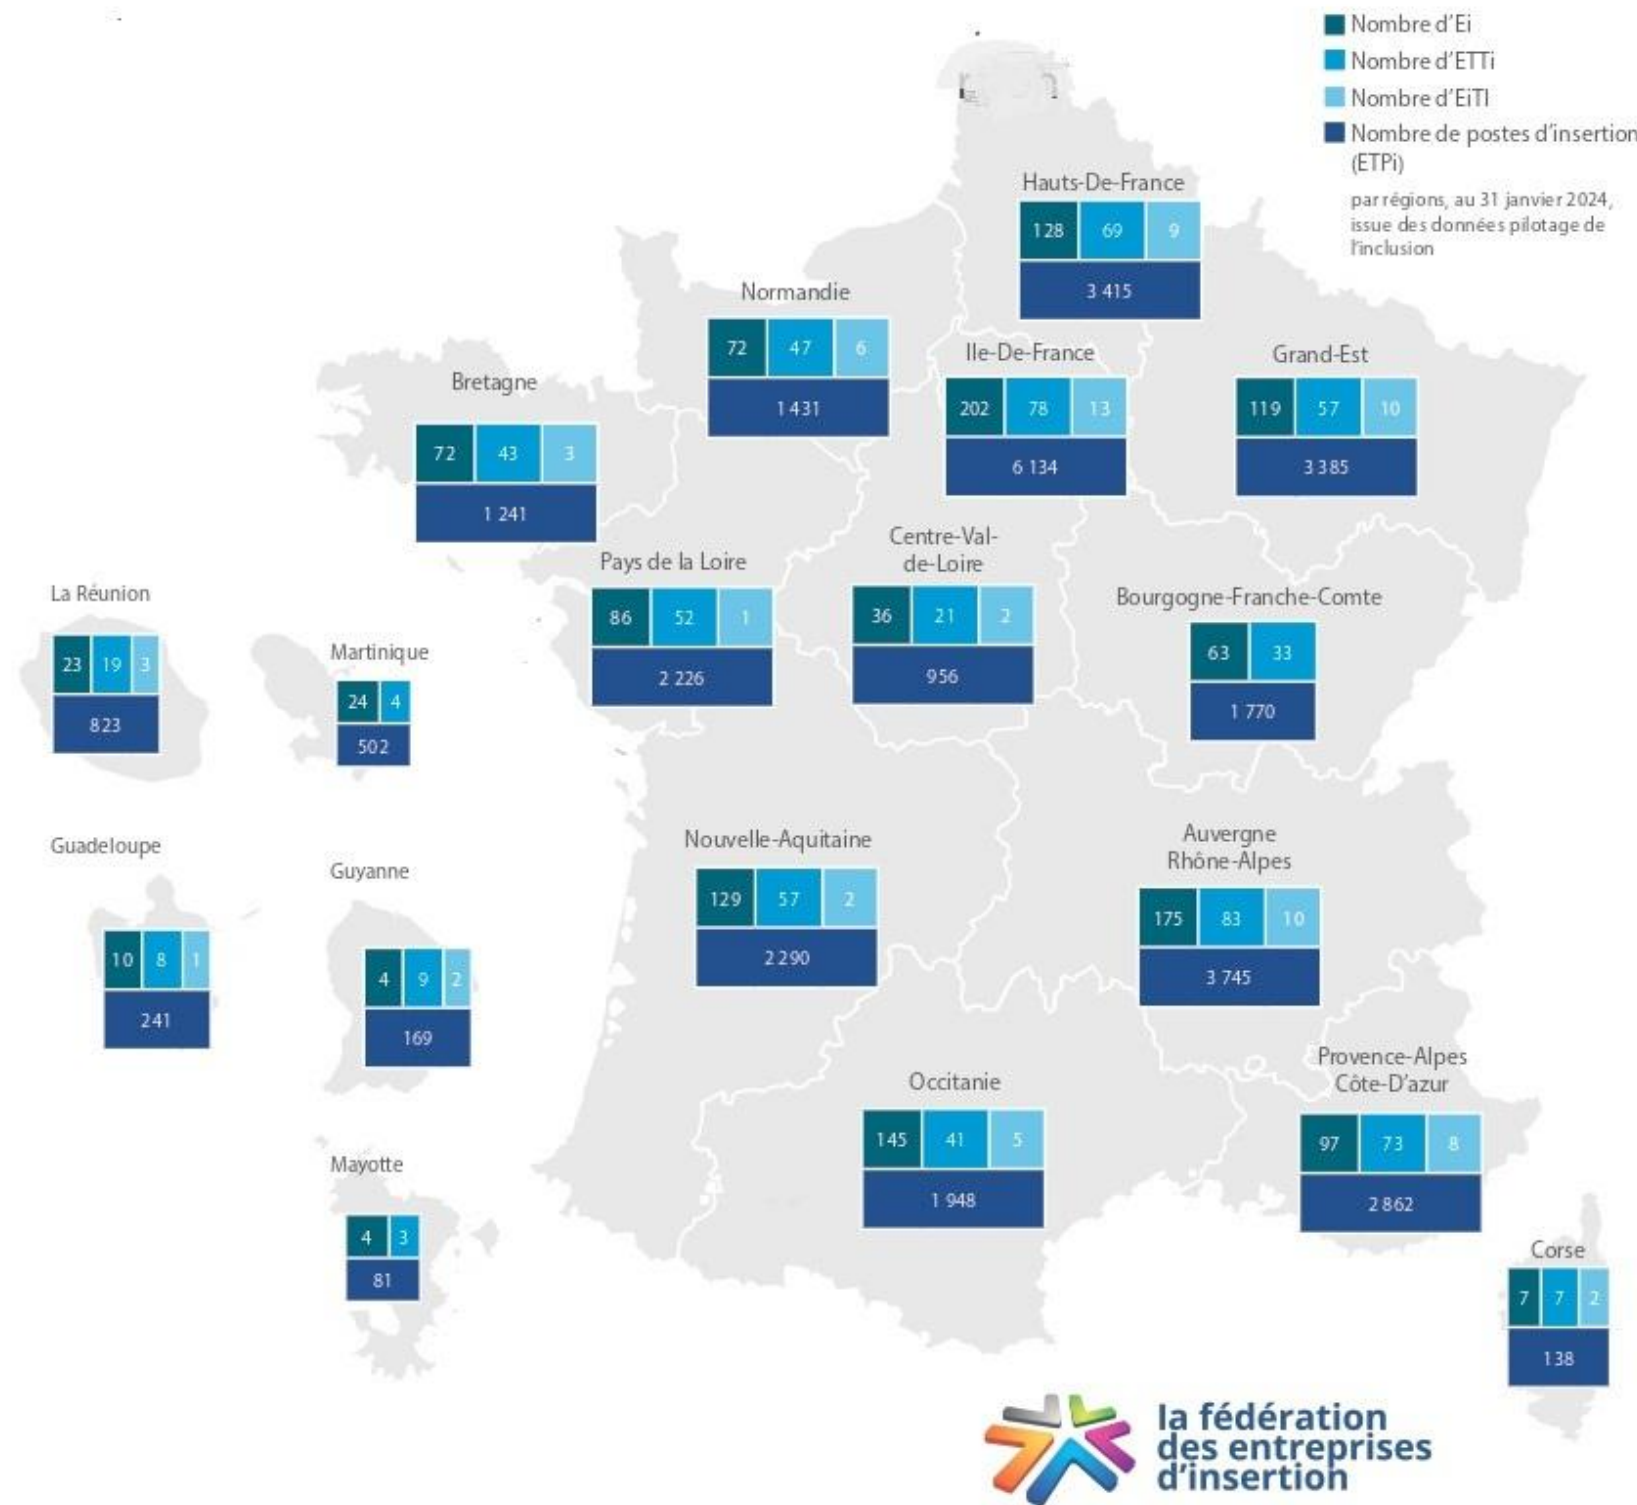 Nombre d'Ei
Nombre d'ETTi
Nombre d'EiTI
Nombre de postes d'insertion
(ETPi)
par régions, au 31 janvier 2024,
issue des données pilotage de
l'inclusion
Hauts-De-France
128 69 9
3 415
Normandie
72 47 6
1 431
Ile-De-France
202 78 13
6 134
Grand-Est
119 57 10
3 385
Bretagne
72 43 3
1 241
Pays de la Loire
86 52 1
2 226
Centre-Val-
de-Loire
36 21 2
956
Bourgogne-Franche-Comte
63 33
1 770
La Réunion
23 19 3
823
Martinique
24 4
502
Guadeloupe
10 8 1
241
Guyanne
4 9 2
169
Nouvelle-Aquitaine
129 57 2
2 290
Auvergne
Rhône-Alpes
175 83 10
3 745
Occitanie
145 41 5
1 948
Provence-Alpes
Côte-D'azur
97 73 8
2 862
Mayotte
4 3
81
Corse
7 7 2
138
la fédération
des entreprises
d'insertion